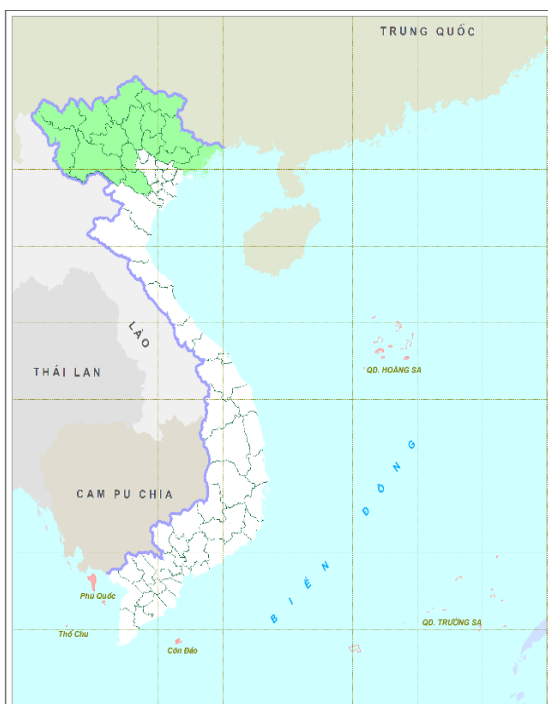 TRUNG QUỐC
LÀO
THÁI LAN
QĐ. HOÀNG SA
CAM PU CHIA
BIỂN ĐÔNG
Phú Quốc
Thổ Chu
Côn Đảo
QĐ. TRƯỜNG SA